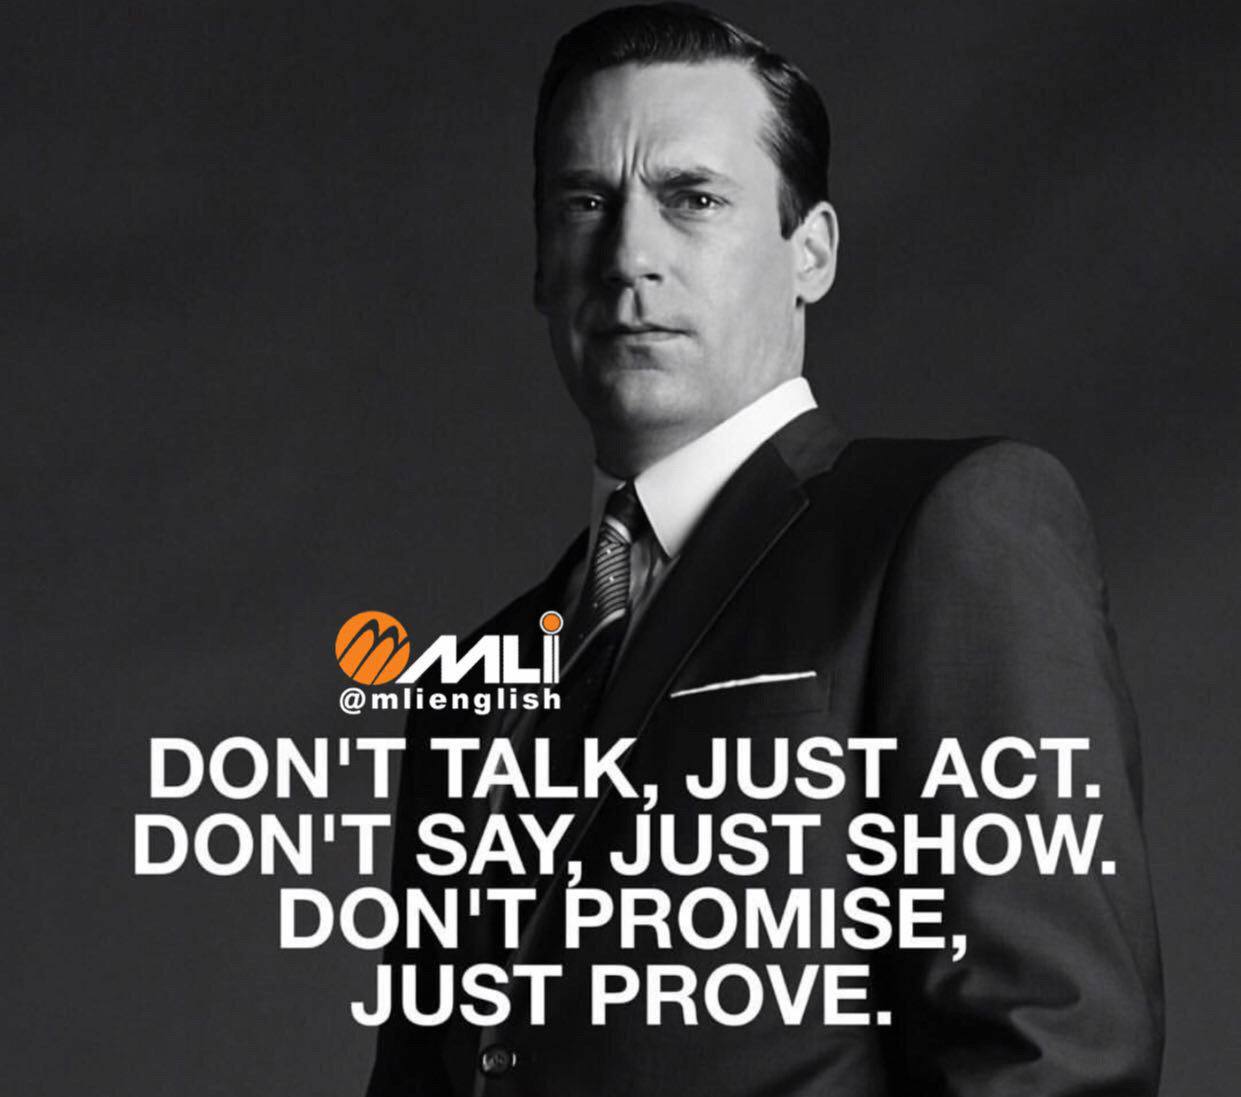 MLi
@mlienglish
DON'T TALK, JUST ACT.
DON'T SAY, JUST SHOW.
DON'T PROMISE,
JUST PROVE.